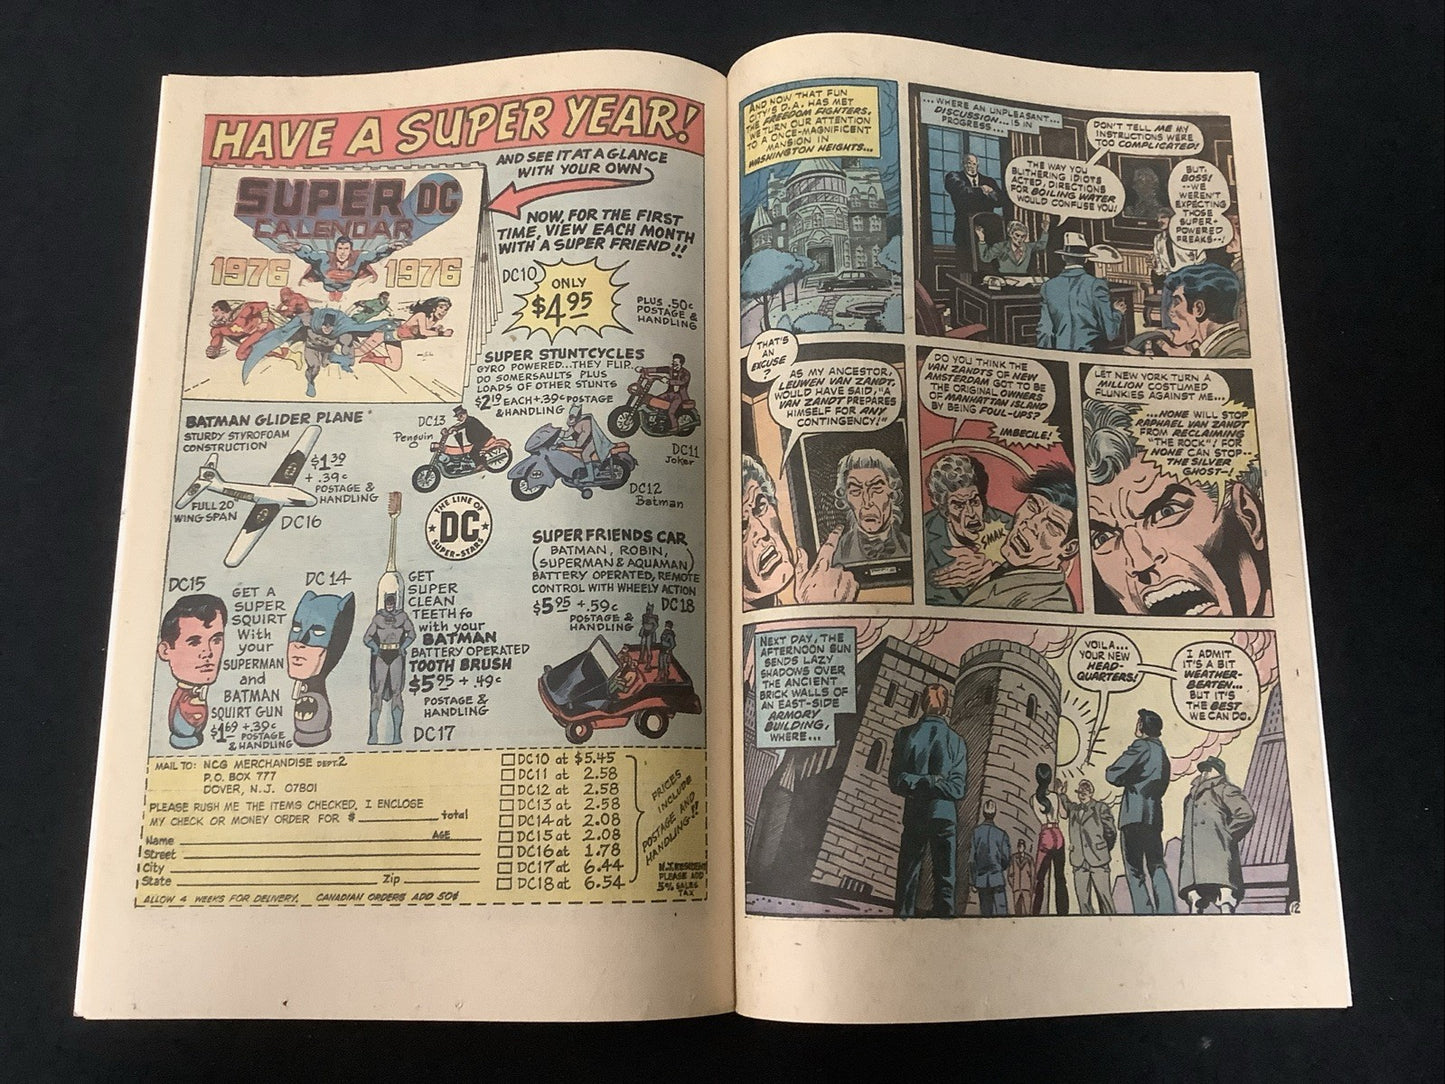 HAVE A SUPER YEAR!
AND SEE IT AT A GLANCE
WITH YOUR OWN
SUPER DC
CALENDAR
1976 1976
NOW, FOR THE FIRST
TIME, VIEW EACH MONTH
WITH A SUPER FRIEND!!
DC10
ONLY
$4.95
PLUS .50¢
POSTAGE &
HANDLING
SUPER STUNTCYCLES
GYRO POWERED...THEY FLIP,
DO SOMERSAULTS PLUS
LOADS OF OTHER STUNTS
$2.19 EACH +.39¢ POSTAGE
& HANDLING
DC13
Penguin
DC11
Joker
DC12
Batman
BATMAN GLIDER PLANE
STURDY STYROFOAM
CONSTRUCTION
$1.39
+ .39¢
POSTAGE &
HANDLING
FULL 20"
WING SPAN
DC16
THE LINE OF
DC
SUPER-STARS
SUPERFRIENDS CAR
(BATMAN, ROBIN,
SUPERMAN & AQUAMAN)
BATTERY OPERATED, REMOTE
CONTROL WITH WHEELY ACTION
$5.95 + .59¢
POSTAGE &
HANDLING
DC18
DC15
GET A
SUPER
SQUIRT
With
your
SUPERMAN
and
BATMAN
SQUIRT GUN
$1.69 +.39¢
POSTAGE
& HANDLING
DC14
GET
SUPER
CLEAN
TEETH fo
with your
BATMAN
BATTERY OPERATED
TOOTH BRUSH
$5.95 + .49¢
POSTAGE &
HANDLING
DC17
MAIL TO: NCG MERCHANDISE DEPT.2
P.O. BOX 777
DOVER, N.J. 07801
PLEASE RUSH ME THE ITEMS CHECKED, I ENCLOSE
MY CHECK OR MONEY ORDER FOR $ total
Name AGE
Street
City
State Zip
ALLOW 4 WEEKS FOR DELIVERY. CANADIAN ORDERS ADD 50¢
DC10 at $5.45
DC11 at 2.58
DC12 at 2.58
DC13 at 2.58
DC14 at 2.08
DC15 at 2.08
DC16 at 1.78
DC17 at 6.44
DC18 at 6.54
PRICES
INCLUDE
POSTAGE AND
HANDLING!!
N.J. RESIDENT
PLEASE ADD
5% SALES
TAX
AND NOW THAT FUN
CITY'S D.A. HAS MET
THE FREEDOM FIGHTERS,
WE TURN OUR ATTENTION
TO A ONCE-MAGNIFICENT
MANSION IN
WASHINGTON HEIGHTS...
...WHERE AN UNPLEASANT...
DISCUSSION...IS IN
PROGRESS...
DON'T TELL ME MY
INSTRUCTIONS WERE
TOO COMPLICATED!
THE WAY YOU
BLITHERING IDIOTS
ACTED, DIRECTIONS
FOR BOILING WATER
WOULD CONFUSE YOU!
BUT,
BOSS!
--WE
WEREN'T
EXPECTING
THOSE
SUPER-
POWERED
FREAKS--!
THAT'S
AN
EXCUSE
?
AS MY ANCESTOR,
LEUWEN VAN ZANDT,
WOULD HAVE SAID, "A
VAN ZANDT PREPARES
HIMSELF FOR ANY
CONTINGENCY!"
DO YOU THINK THE
VAN ZANDTS OF NEW
AMSTERDAM GOT TO BE
THE ORIGINAL OWNERS
OF MANHATTAN ISLAND
BY BEING FOUL-UPS?
IMBECILE!
SMAK
LET NEW YORK TURN A
MILLION COSTUMED
FLUNKIES AGAINST ME...
...NONE WILL STOP
RAPHAEL VAN ZANDT
FROM RECLAIMING
"THE ROCK"! FOR
NONE CAN STOP--
THE SILVER
GHOST--!
NEXT DAY, THE
AFTERNOON SUN
SENDS LAZY
SHADOWS OVER
THE ANCIENT
BRICK WALLS OF
AN EAST-SIDE
ARMORY
BUILDING,
WHERE...
VOILA...
YOUR NEW
HEAD-
QUARTERS!
I ADMIT
IT'S A BIT
WEATHER-
BEATEN...
BUT IT'S
THE BEST
WE CAN DO.
12